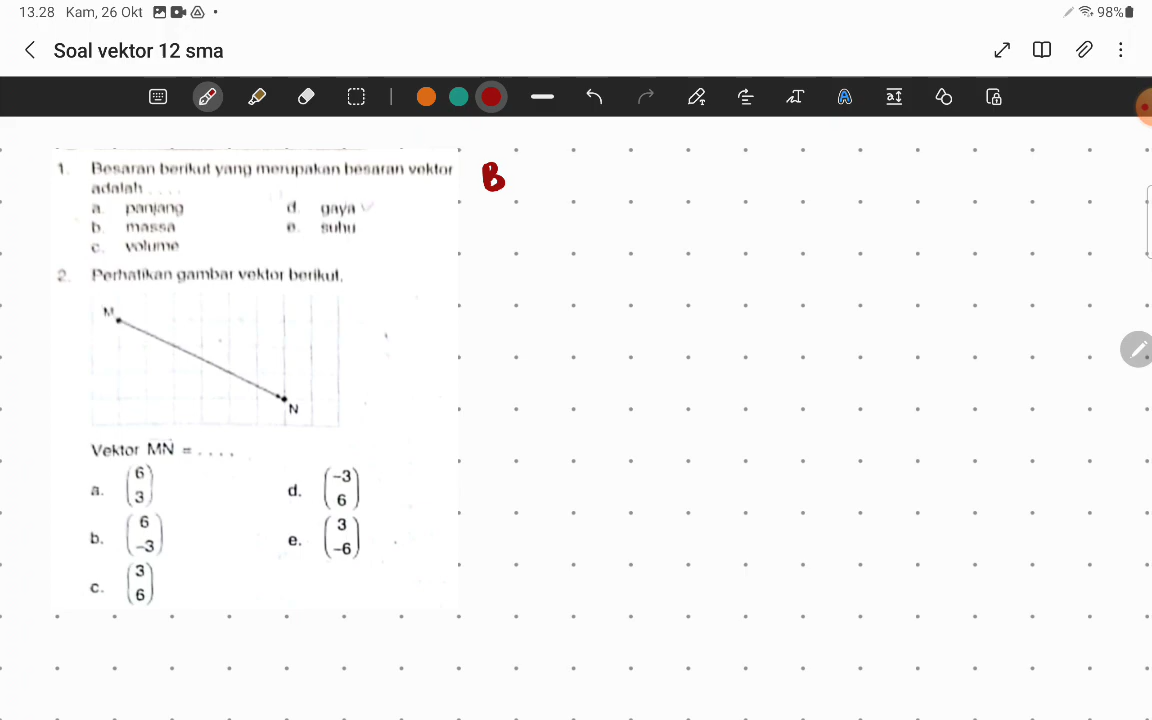 13.28 Kam, 26 Okt 98%
Soal vektor 12 sma
B
1. Besaran berikut yang merupakan besaran vektor
adalah . . . .
a. panjang d. gaya
b. massa e. suhu
c. volume
2. Perhatikan gambar vektor berikut.
M
N
Vektor MN = . . . .
a. (6 3) d. (-3 6)
b. (6 -3) e. (3 -6)
c. (3 6)